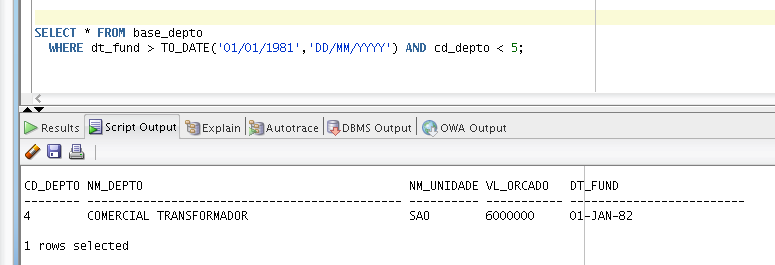 SELECT * FROM base_depto
WHERE dt_fund > TO_DATE('01/01/1981','DD/MM/YYYY') AND cd_depto < 5;
Results Script Output Explain Autotrace DBMS Output OWA Output
CD_DEPTO NM_DEPTO NM_UNIDADE VL_ORCADO DT_FUND
4 COMERCIAL TRANSFORMADOR SAO 6000000 01-JAN-82
1 rows selected